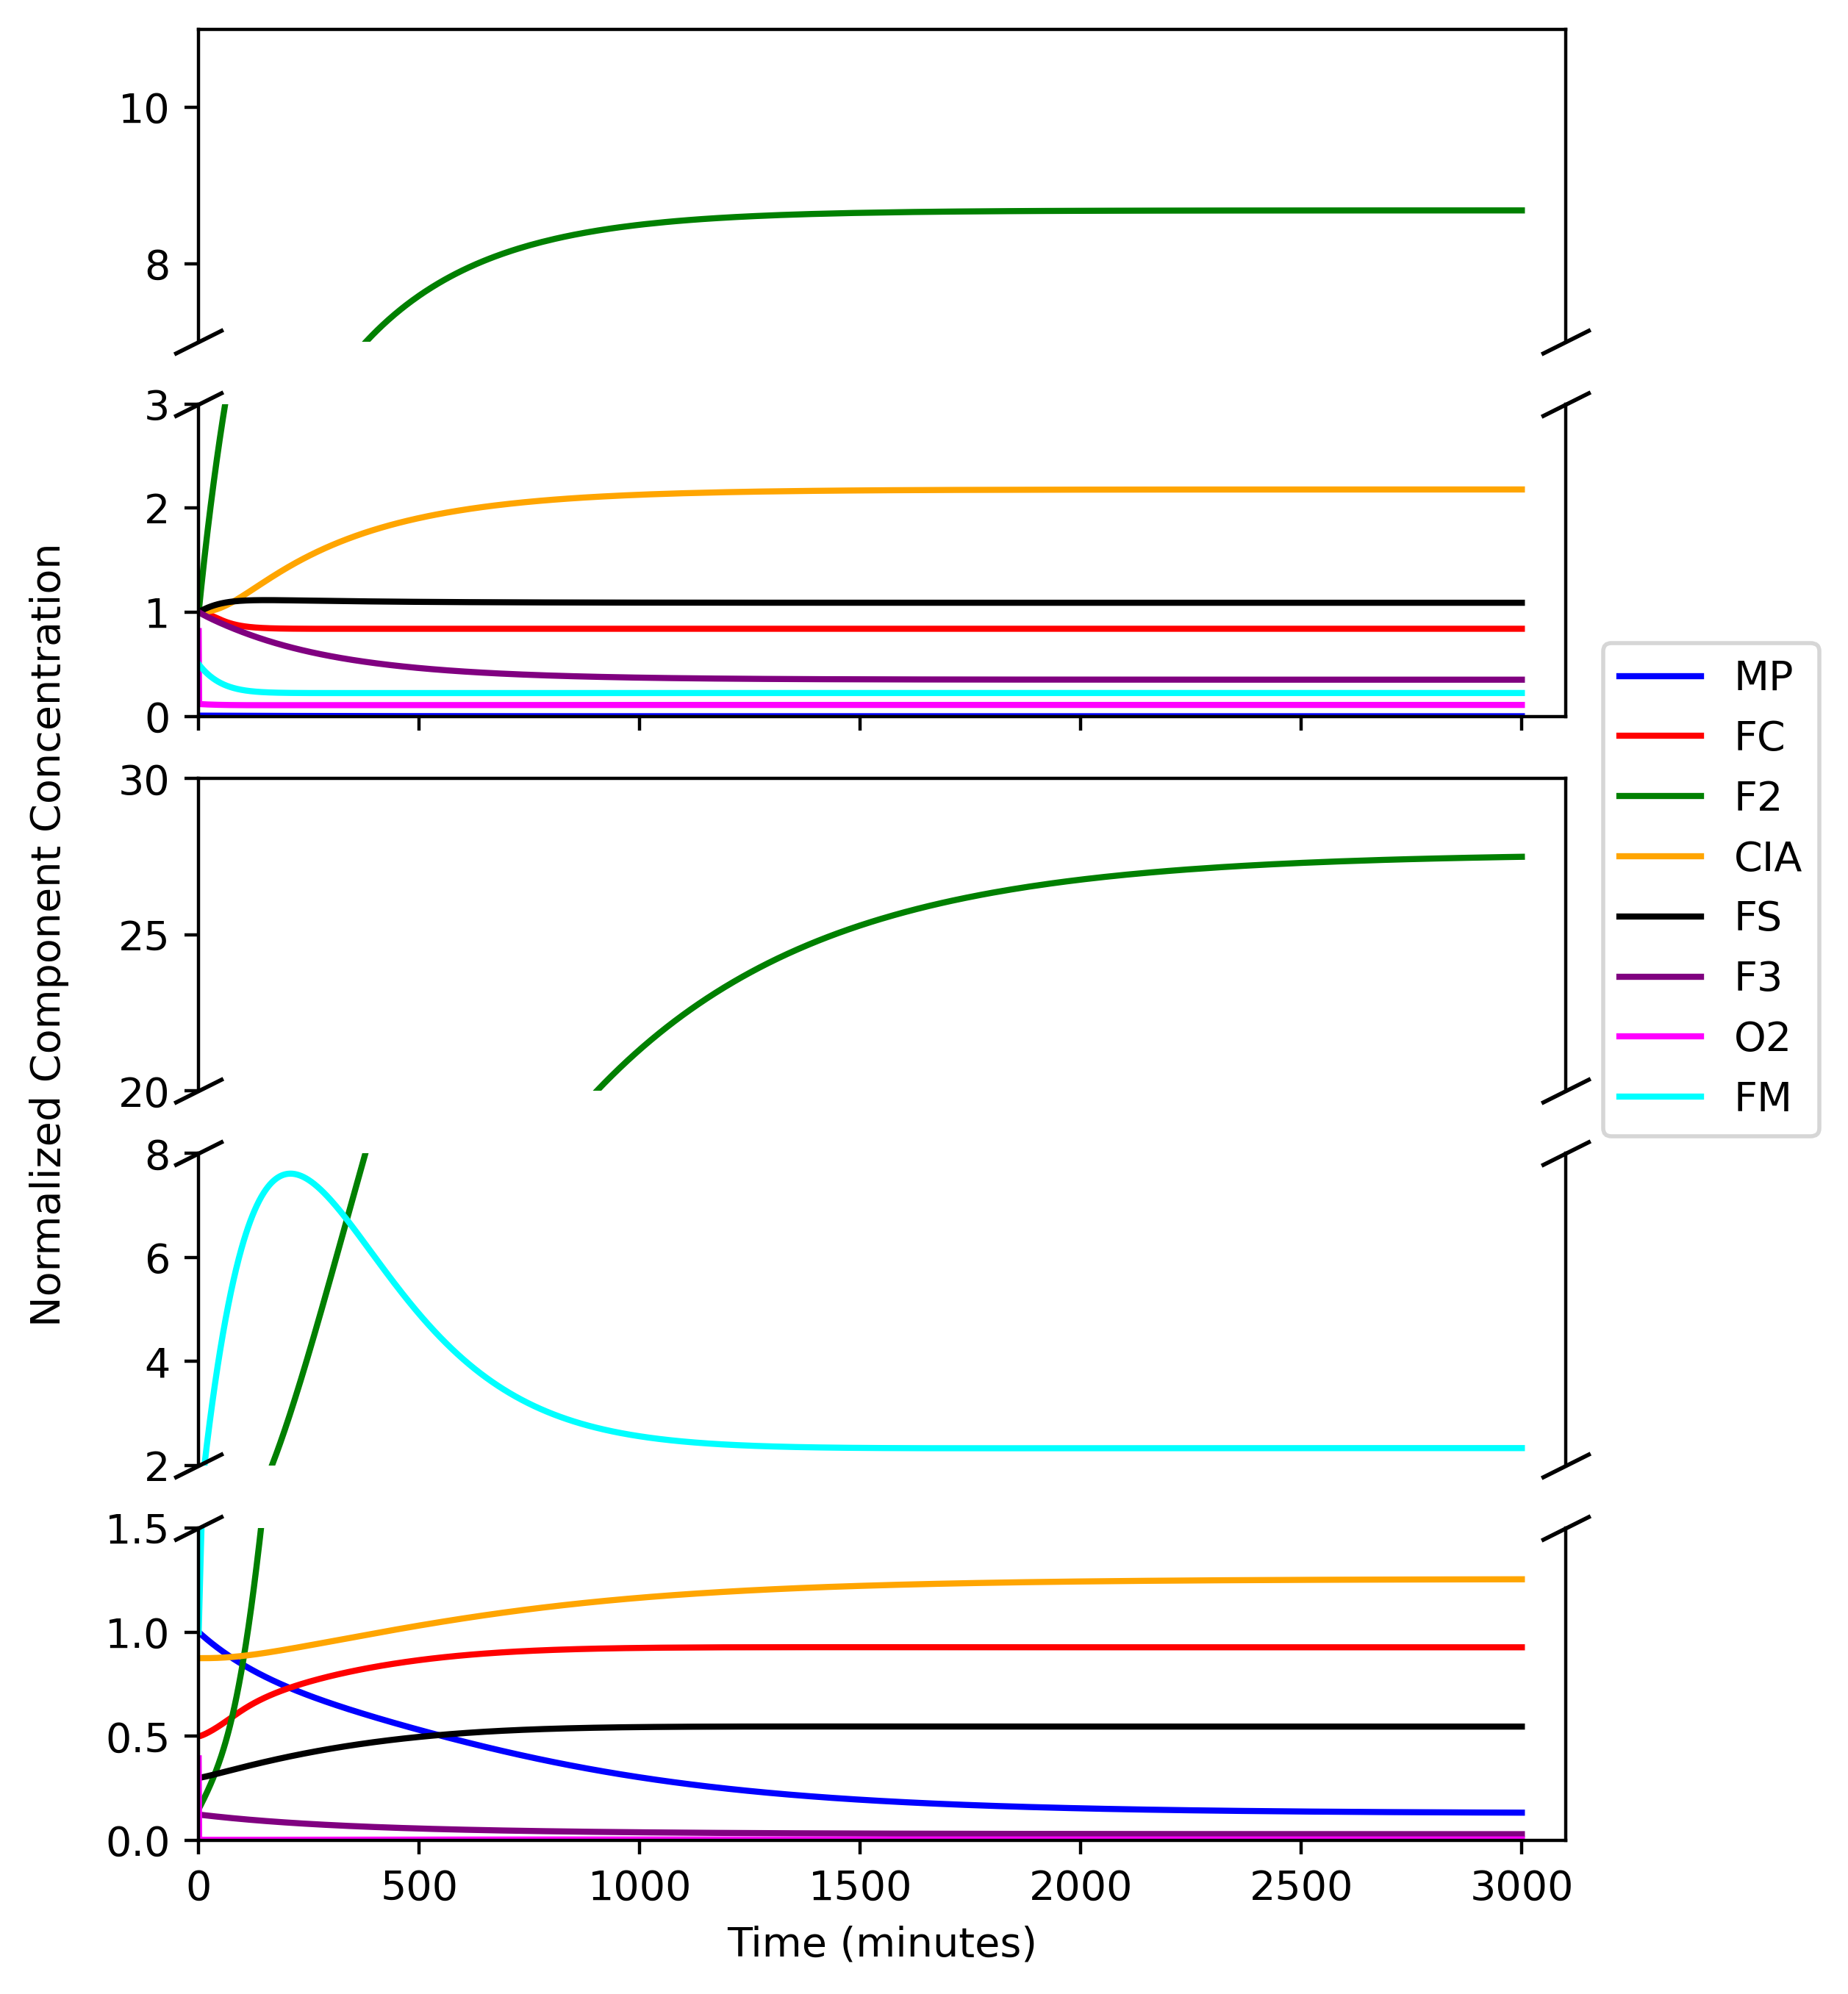 Normalized Component Concentration
10
8
3
2
1
0
30
25
20
8
6
4
2
1.5
1.0
0.5
0.0
0 500 1000 1500 2000 2500 3000
Time (minutes)
MP
FC
F2
CIA
FS
F3
O2
FM